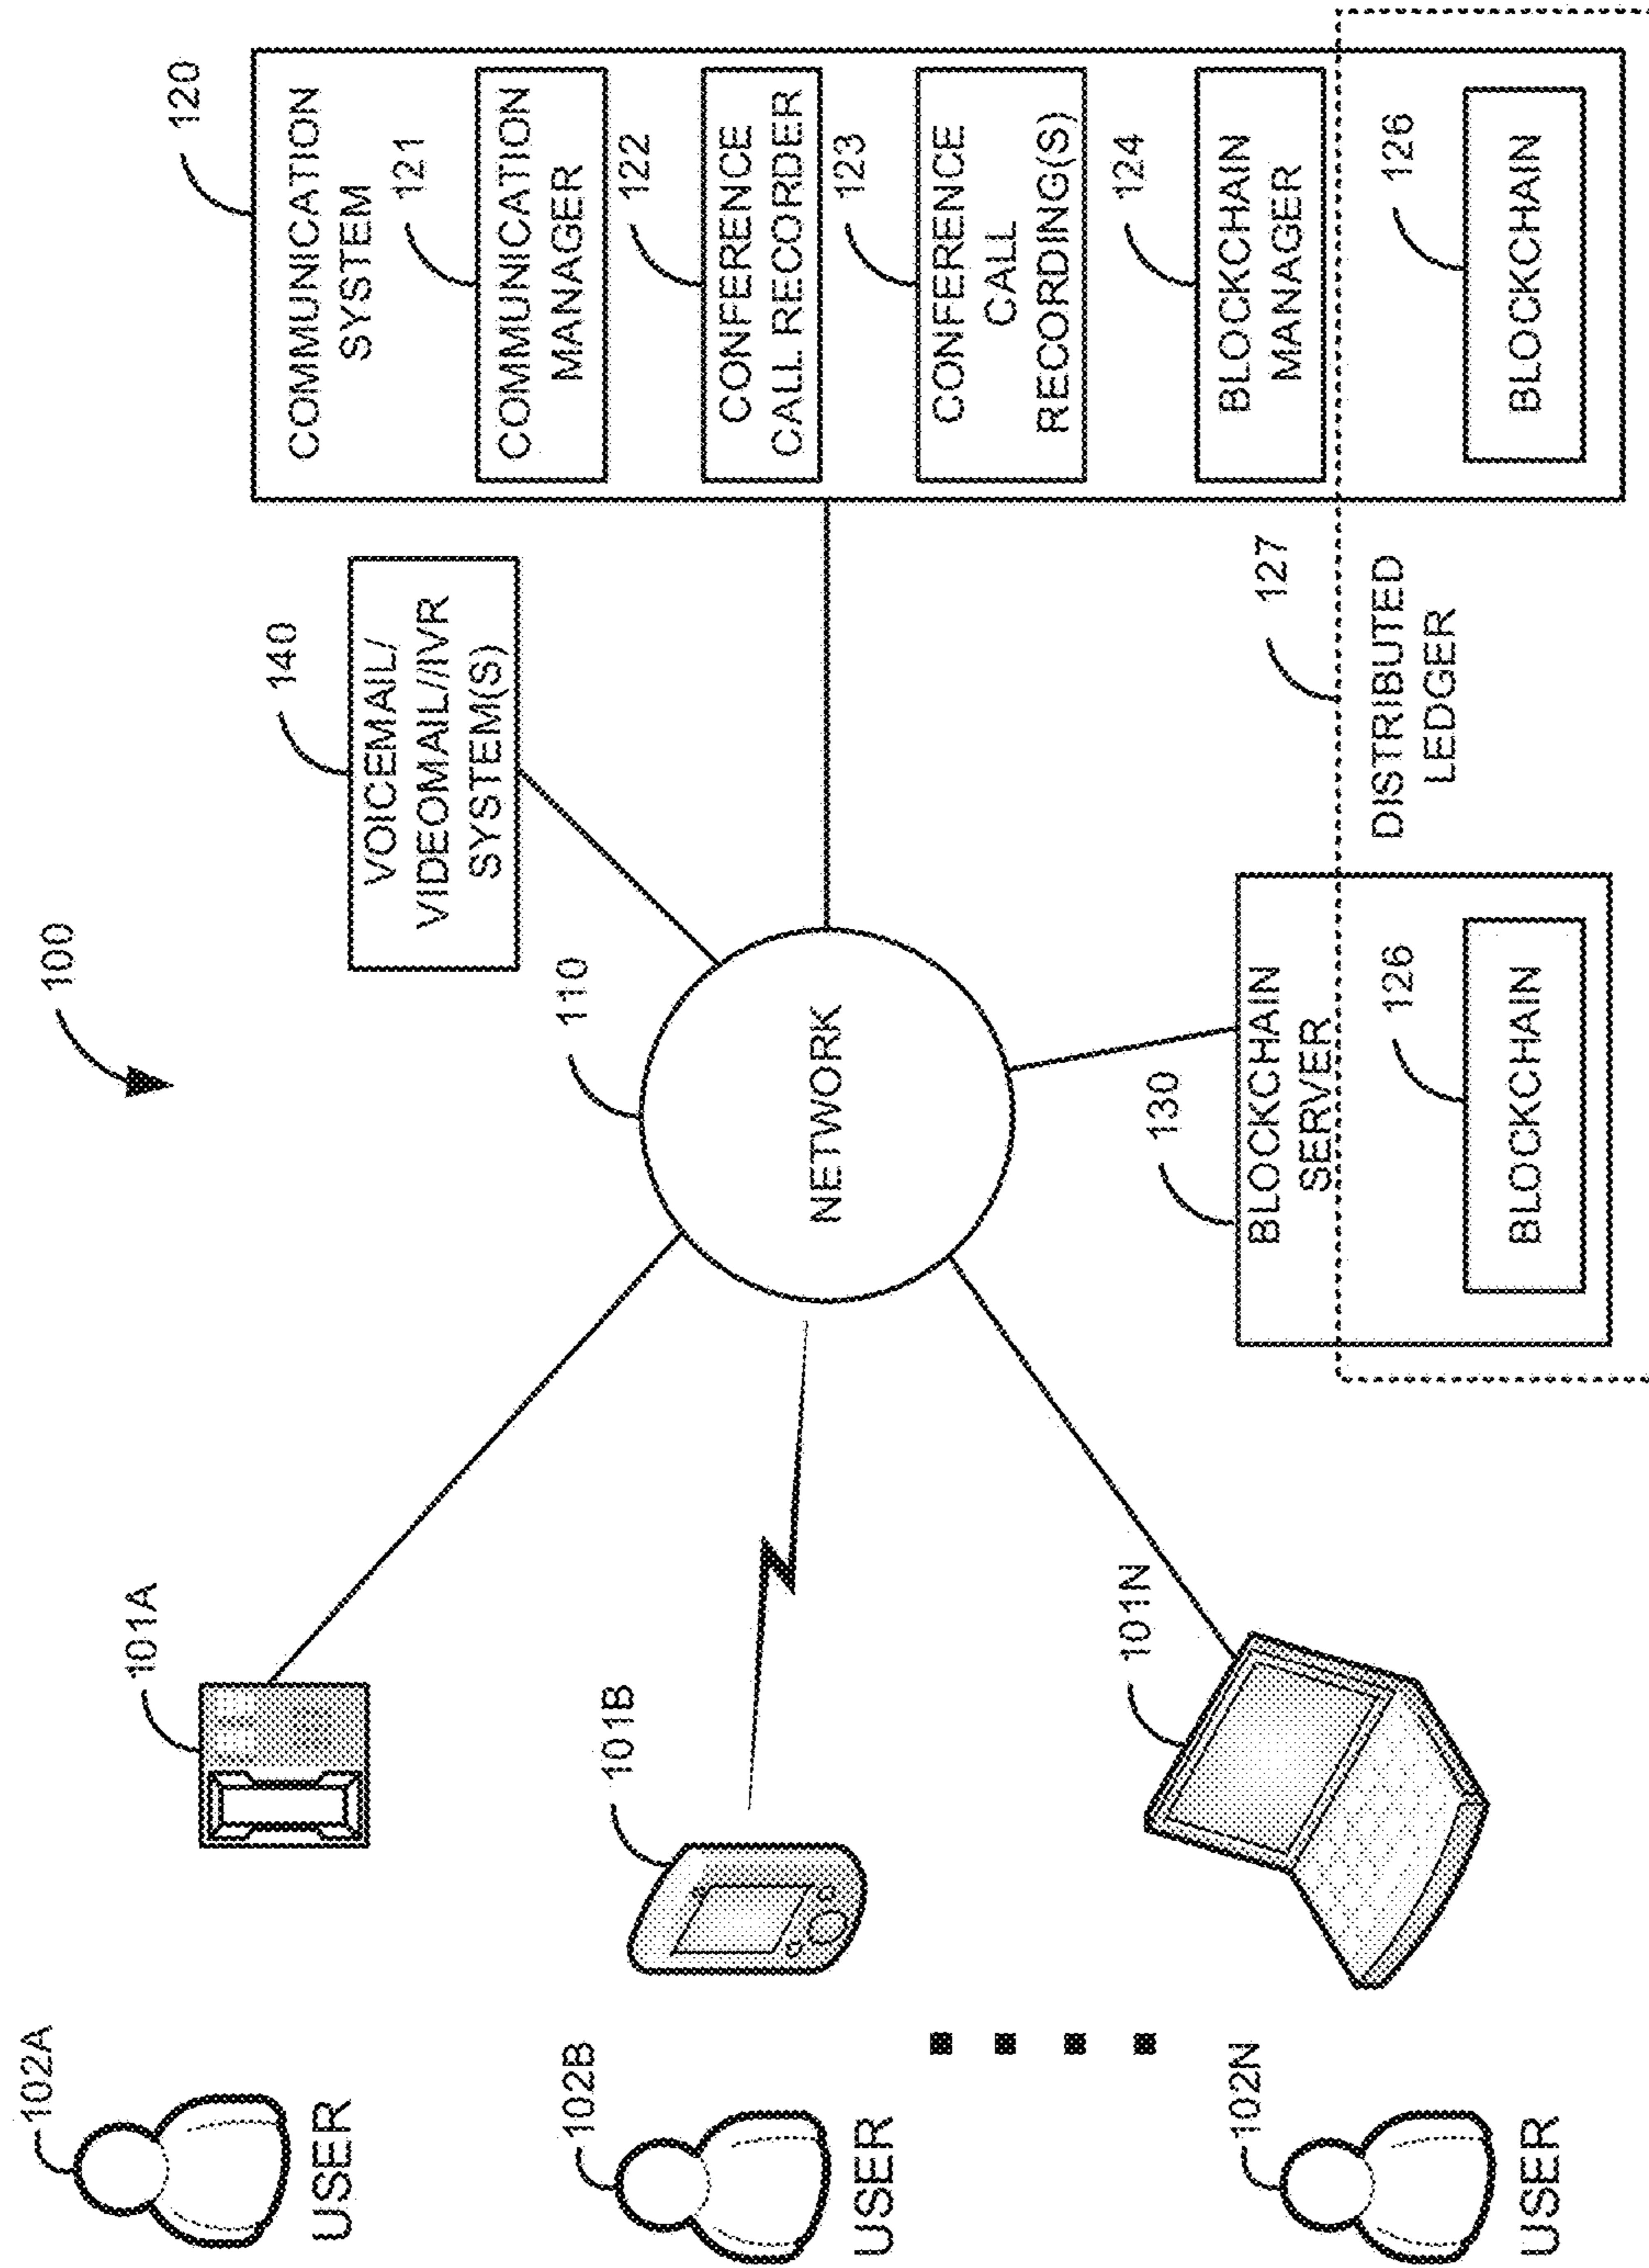 100
102A
USER
101A
102B
USER
101B
102N
USER
101N
110
NETWORK
140
VOICEMAIL/
VIDEOMAIL//IVR
SYSTEM(S)
120
COMMUNICATION
SYSTEM
121
COMMUNICATION
MANAGER
122
CONFERENCE
CALL RECORDER
123
CONFERENCE
CALL
RECORDING(S)
124
BLOCKCHAIN
MANAGER
126
BLOCKCHAIN
130
BLOCKCHAIN
SERVER
126
BLOCKCHAIN
127
DISTRIBUTED
LEDGER